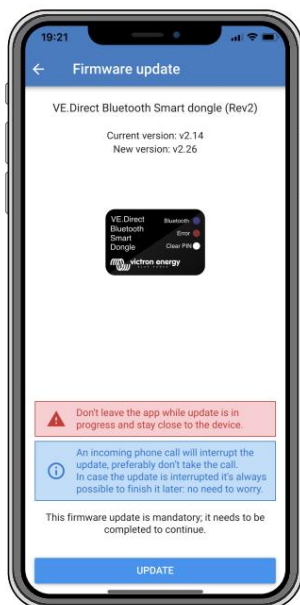 19:21
Firmware update
VE.Direct Bluetooth Smart dongle (Rev2)
Current version: v2.14
New version: v2.26
VE.Direct
Bluetooth
Smart
Dongle
Bluetooth
Error
Clear PIN
victron energy
BLUE POWER
Don't leave the app while update is in
progress and stay close to the device.
An incoming phone call will interrupt the
update, preferably don't take the call.
In case the update is interrupted it's always
possible to finish it later: no need to worry.
This firmware update is mandatory; it needs to be
completed to continue.
UPDATE